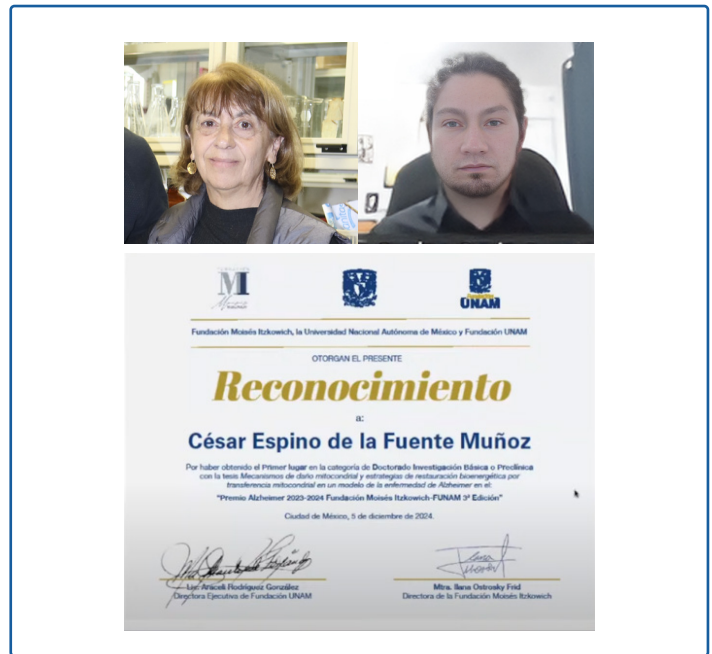 UNAM
Fundación Moisés Itzkowich, la Universidad Nacional Autónoma de México y Fundación UNAM
OTORGAN EL PRESENTE
Reconocimiento
a:
César Espino de la Fuente Muñoz
Por haber obtenido el Primer lugar en la categoría de Doctorado Investigación Básica o Preclínica
con la tesis Mecanismos de daño mitocondrial y estrategias de restauración bioenergética por
transferencia mitocondrial en un modelo de la enfermedad de Alzheimer en el:
"Premio Alzheimer 2023-2024 Fundación Moisés Itzkowich-FUNAM 3ª Edición"
Ciudad de México, 5 de diciembre de 2024.
Lic. Araceli Rodríguez González
Directora Ejecutiva de Fundación UNAM
Mtra. Ilana Ostrosky Frid
Directora de la Fundación Moisés Itzkowich